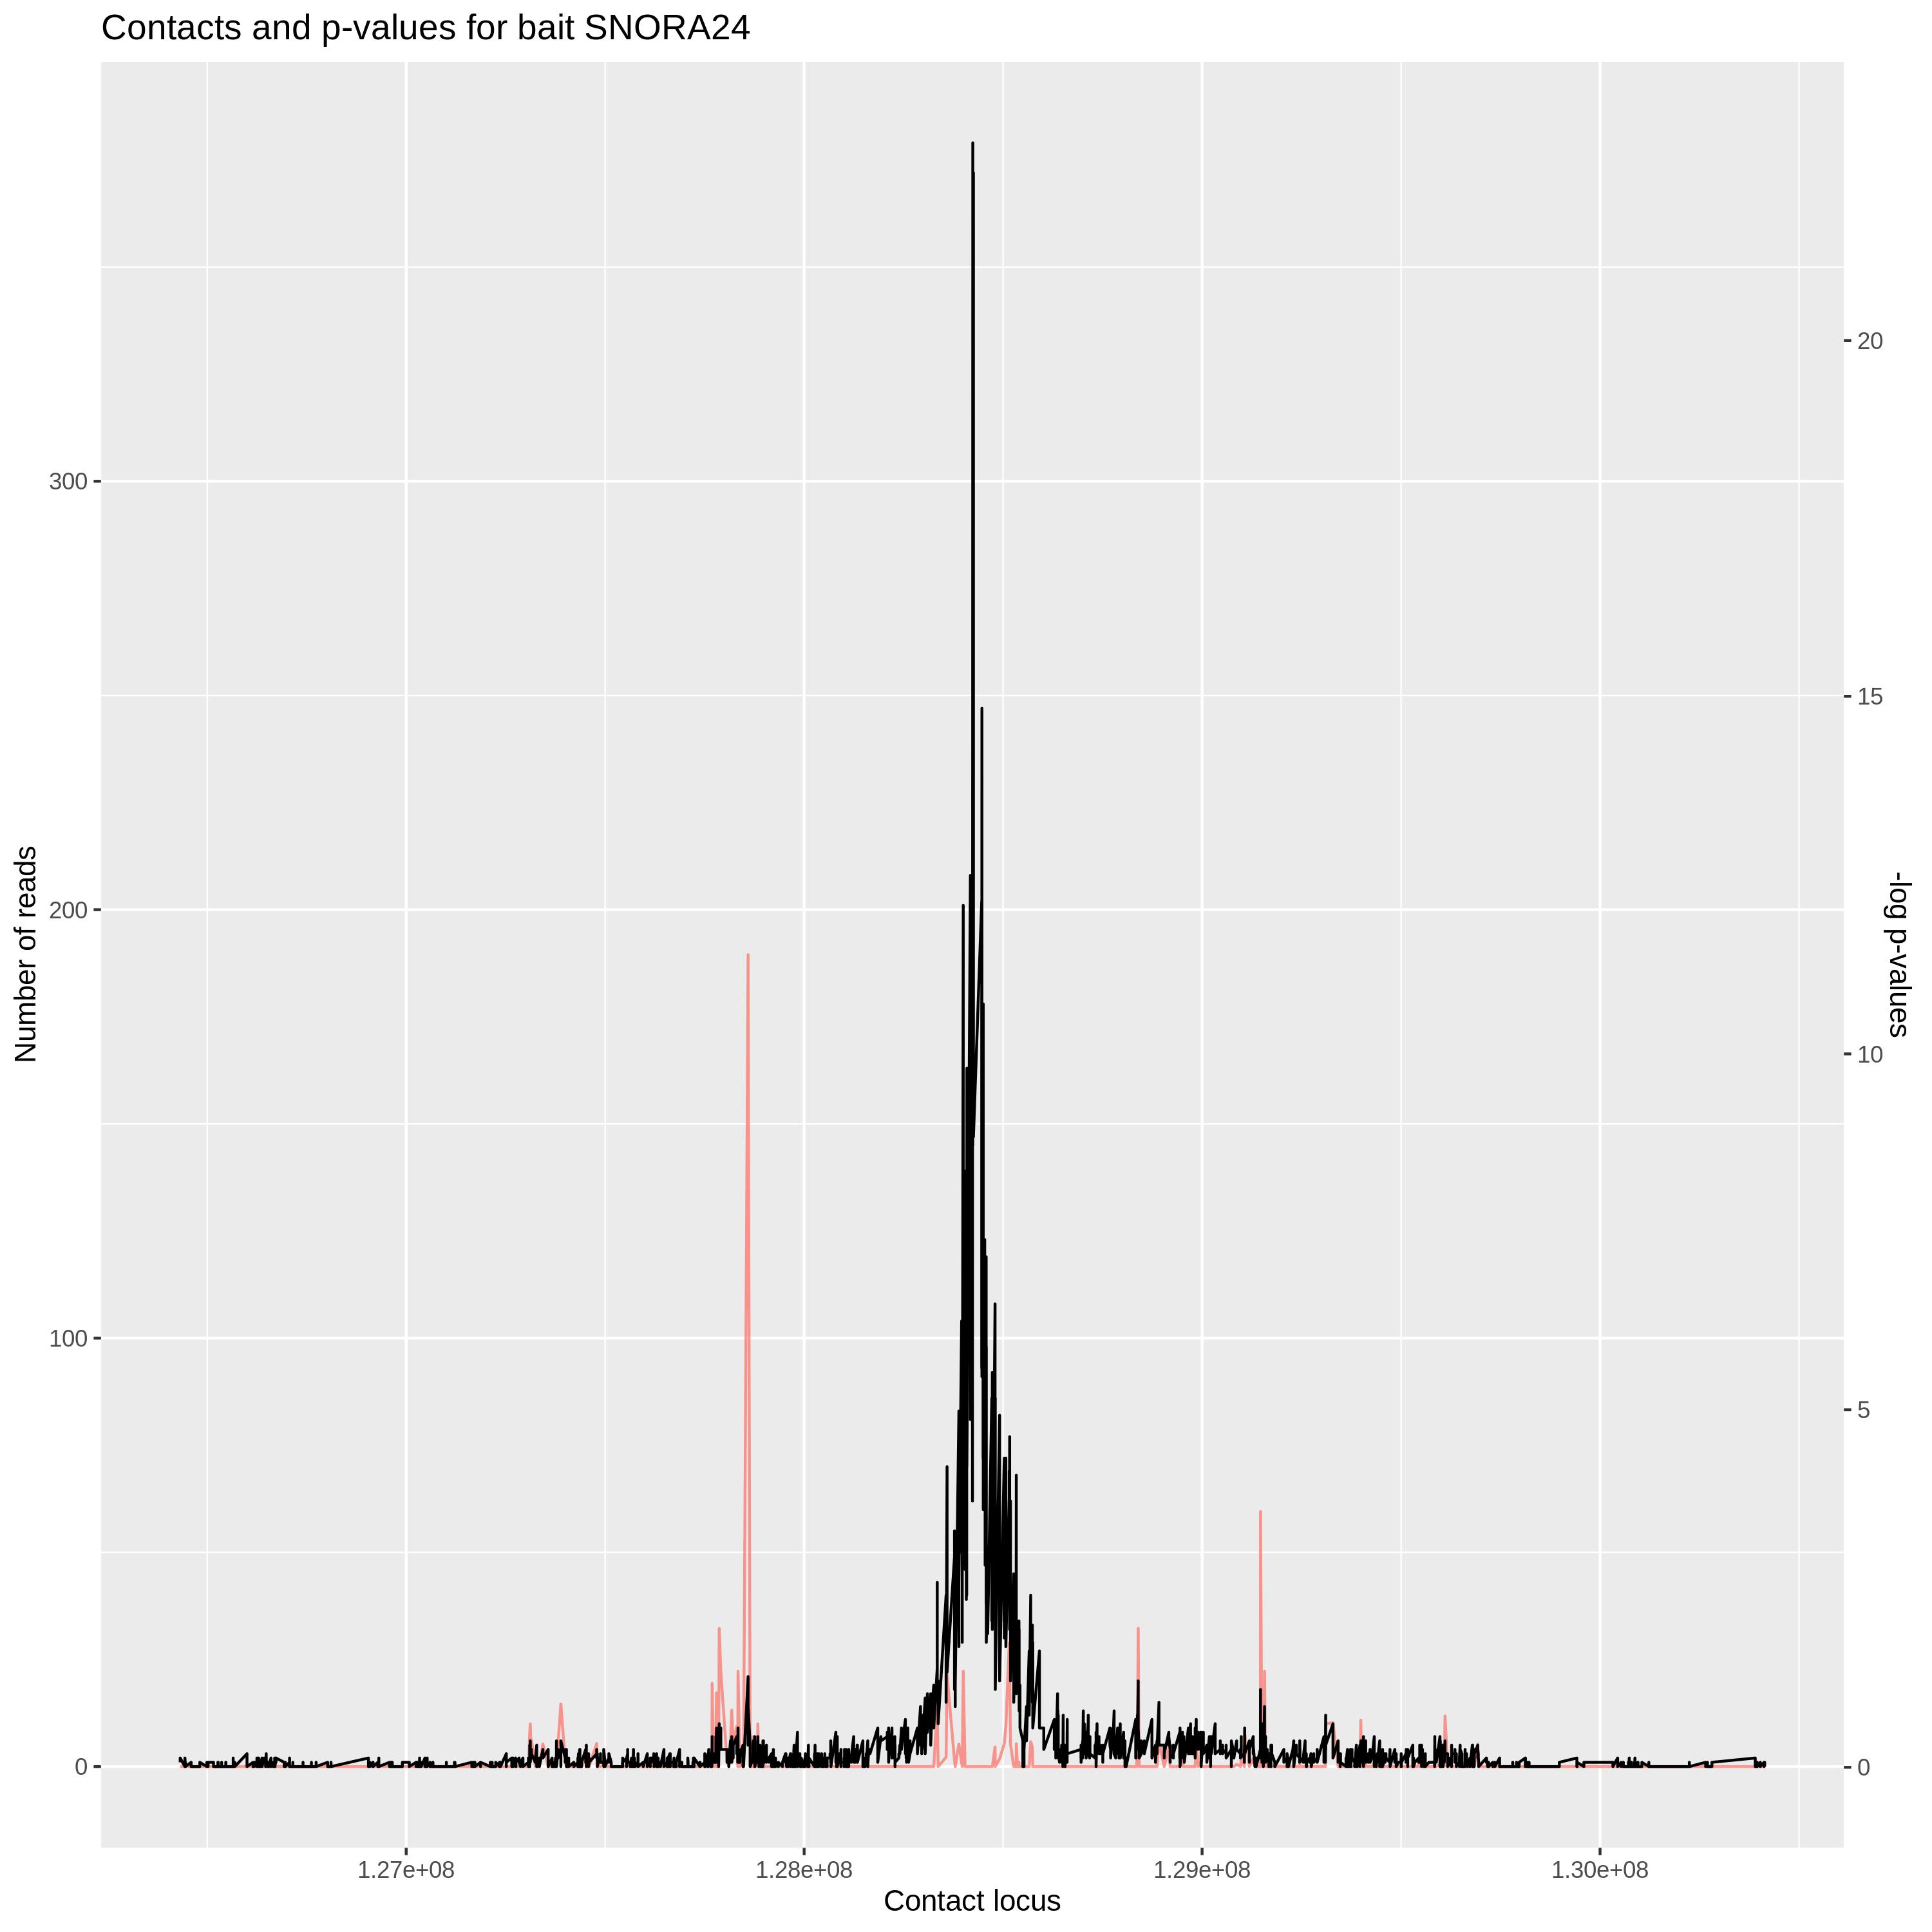 Contacts and p-values for bait SNORA24
300
200
100
0
Number of reads
20
15
10
5
0
-log p-values
1.27e+08
1.28e+08
1.29e+08
1.30e+08
Contact locus